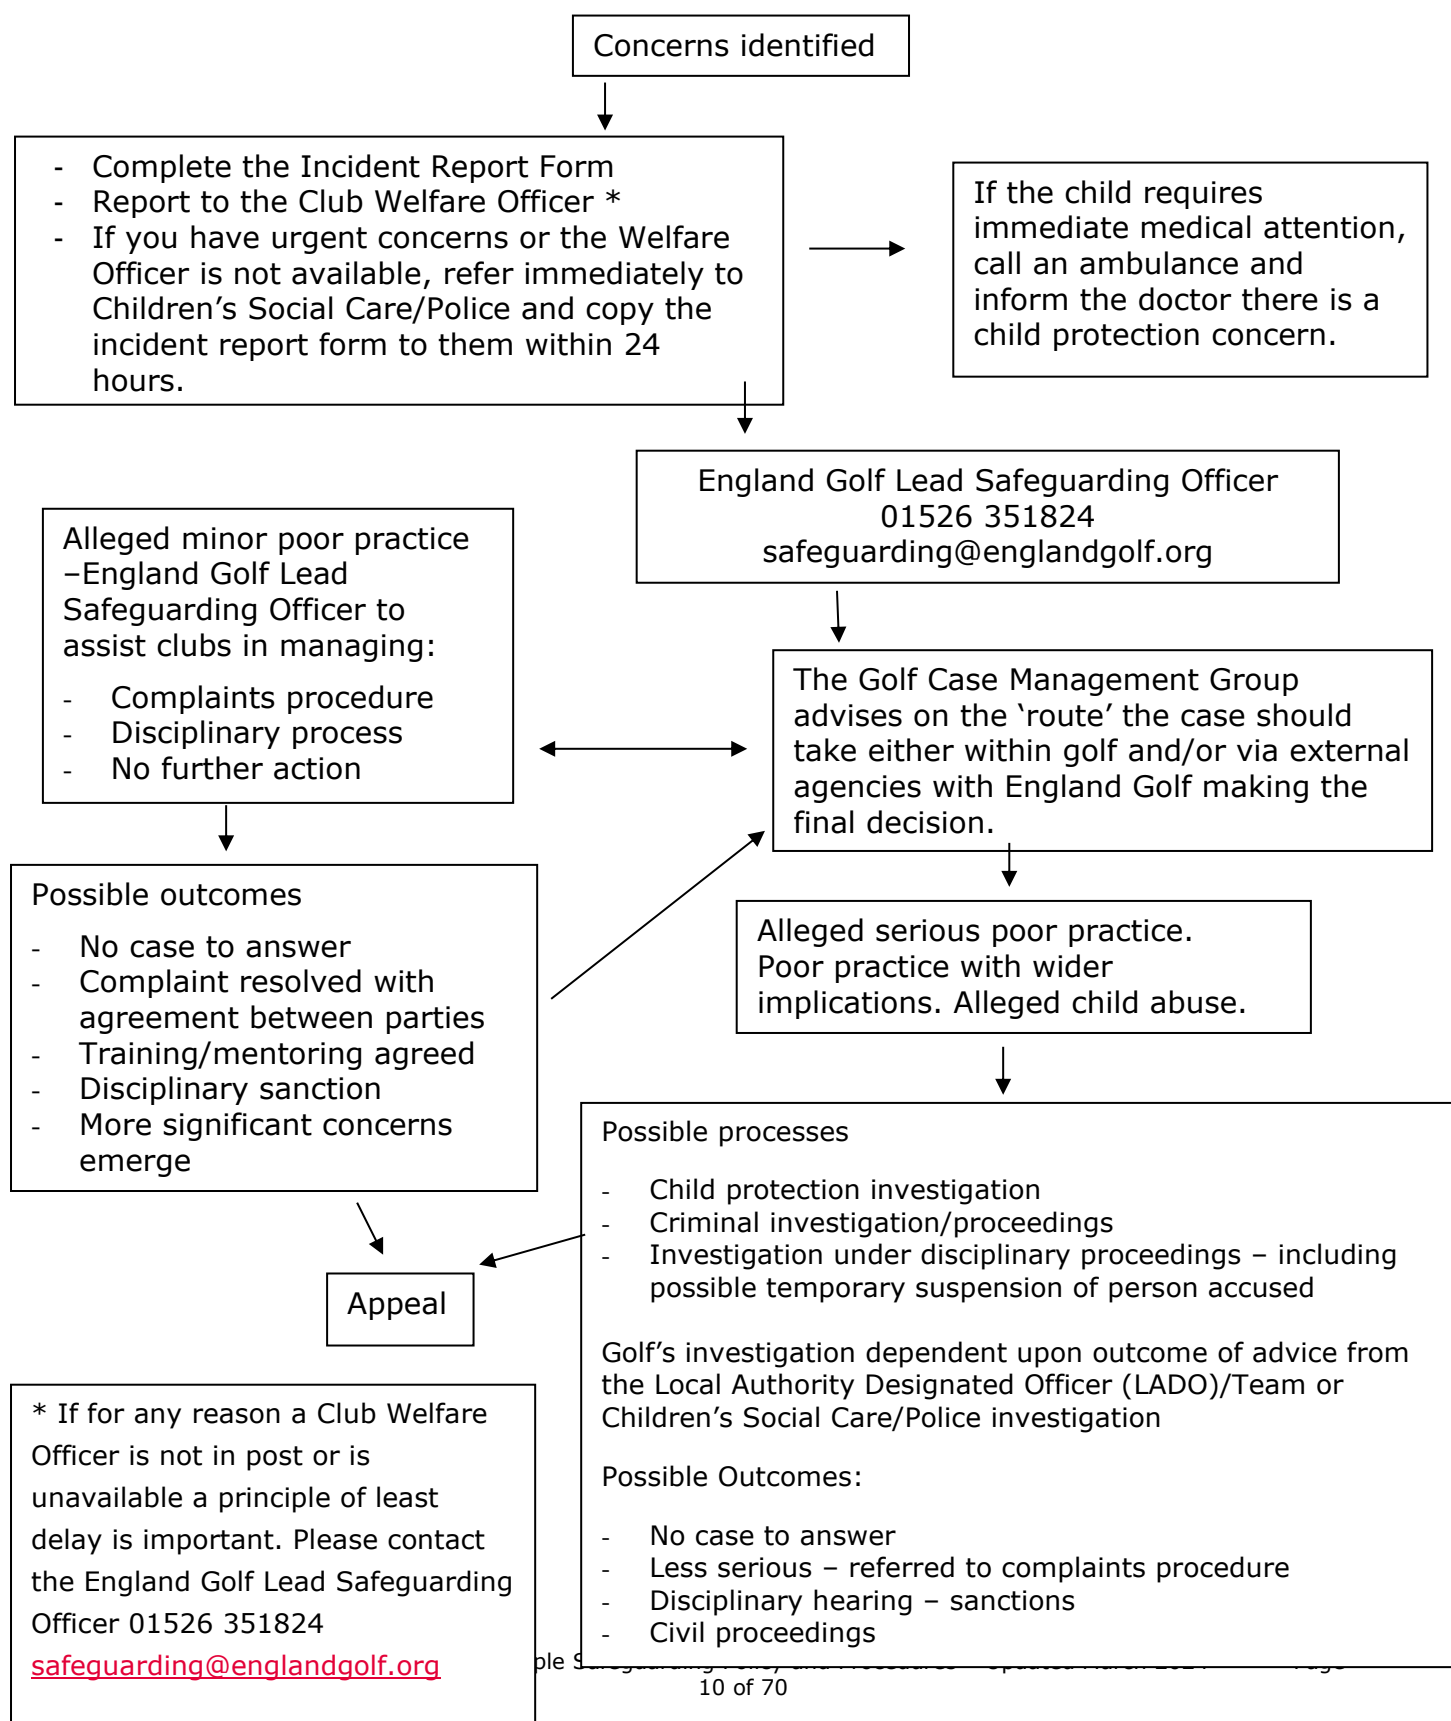 Concerns identified
- Complete the Incident Report Form
- Report to the Club Welfare Officer *
- If you have urgent concerns or the Welfare
Officer is not available, refer immediately to
Children’s Social Care/Police and copy the
incident report form to them within 24
hours.
If the child requires
immediate medical attention,
call an ambulance and
inform the doctor there is a
child protection concern.
England Golf Lead Safeguarding Officer
01526 351824
safeguarding@englandgolf.org
Alleged minor poor practice
–England Golf Lead
Safeguarding Officer to
assist clubs in managing:
- Complaints procedure
- Disciplinary process
- No further action
The Golf Case Management Group
advises on the ‘route’ the case should
take either within golf and/or via external
agencies with England Golf making the
final decision.
Possible outcomes
- No case to answer
- Complaint resolved with
agreement between parties
- Training/mentoring agreed
- Disciplinary sanction
- More significant concerns
emerge
Alleged serious poor practice.
Poor practice with wider
implications. Alleged child abuse.
Possible processes
- Child protection investigation
- Criminal investigation/proceedings
- Investigation under disciplinary proceedings – including
possible temporary suspension of person accused
Golf’s investigation dependent upon outcome of advice from
the Local Authority Designated Officer (LADO)/Team or
Children’s Social Care/Police investigation
Possible Outcomes:
- No case to answer
- Less serious – referred to complaints procedure
- Disciplinary hearing – sanctions
- Civil proceedings
Appeal
* If for any reason a Club Welfare
Officer is not in post or is
unavailable a principle of least
delay is important. Please contact
the England Golf Lead Safeguarding
Officer 01526 351824
safeguarding@englandgolf.org
ple Safeguarding Policy and Procedures
10 of 70